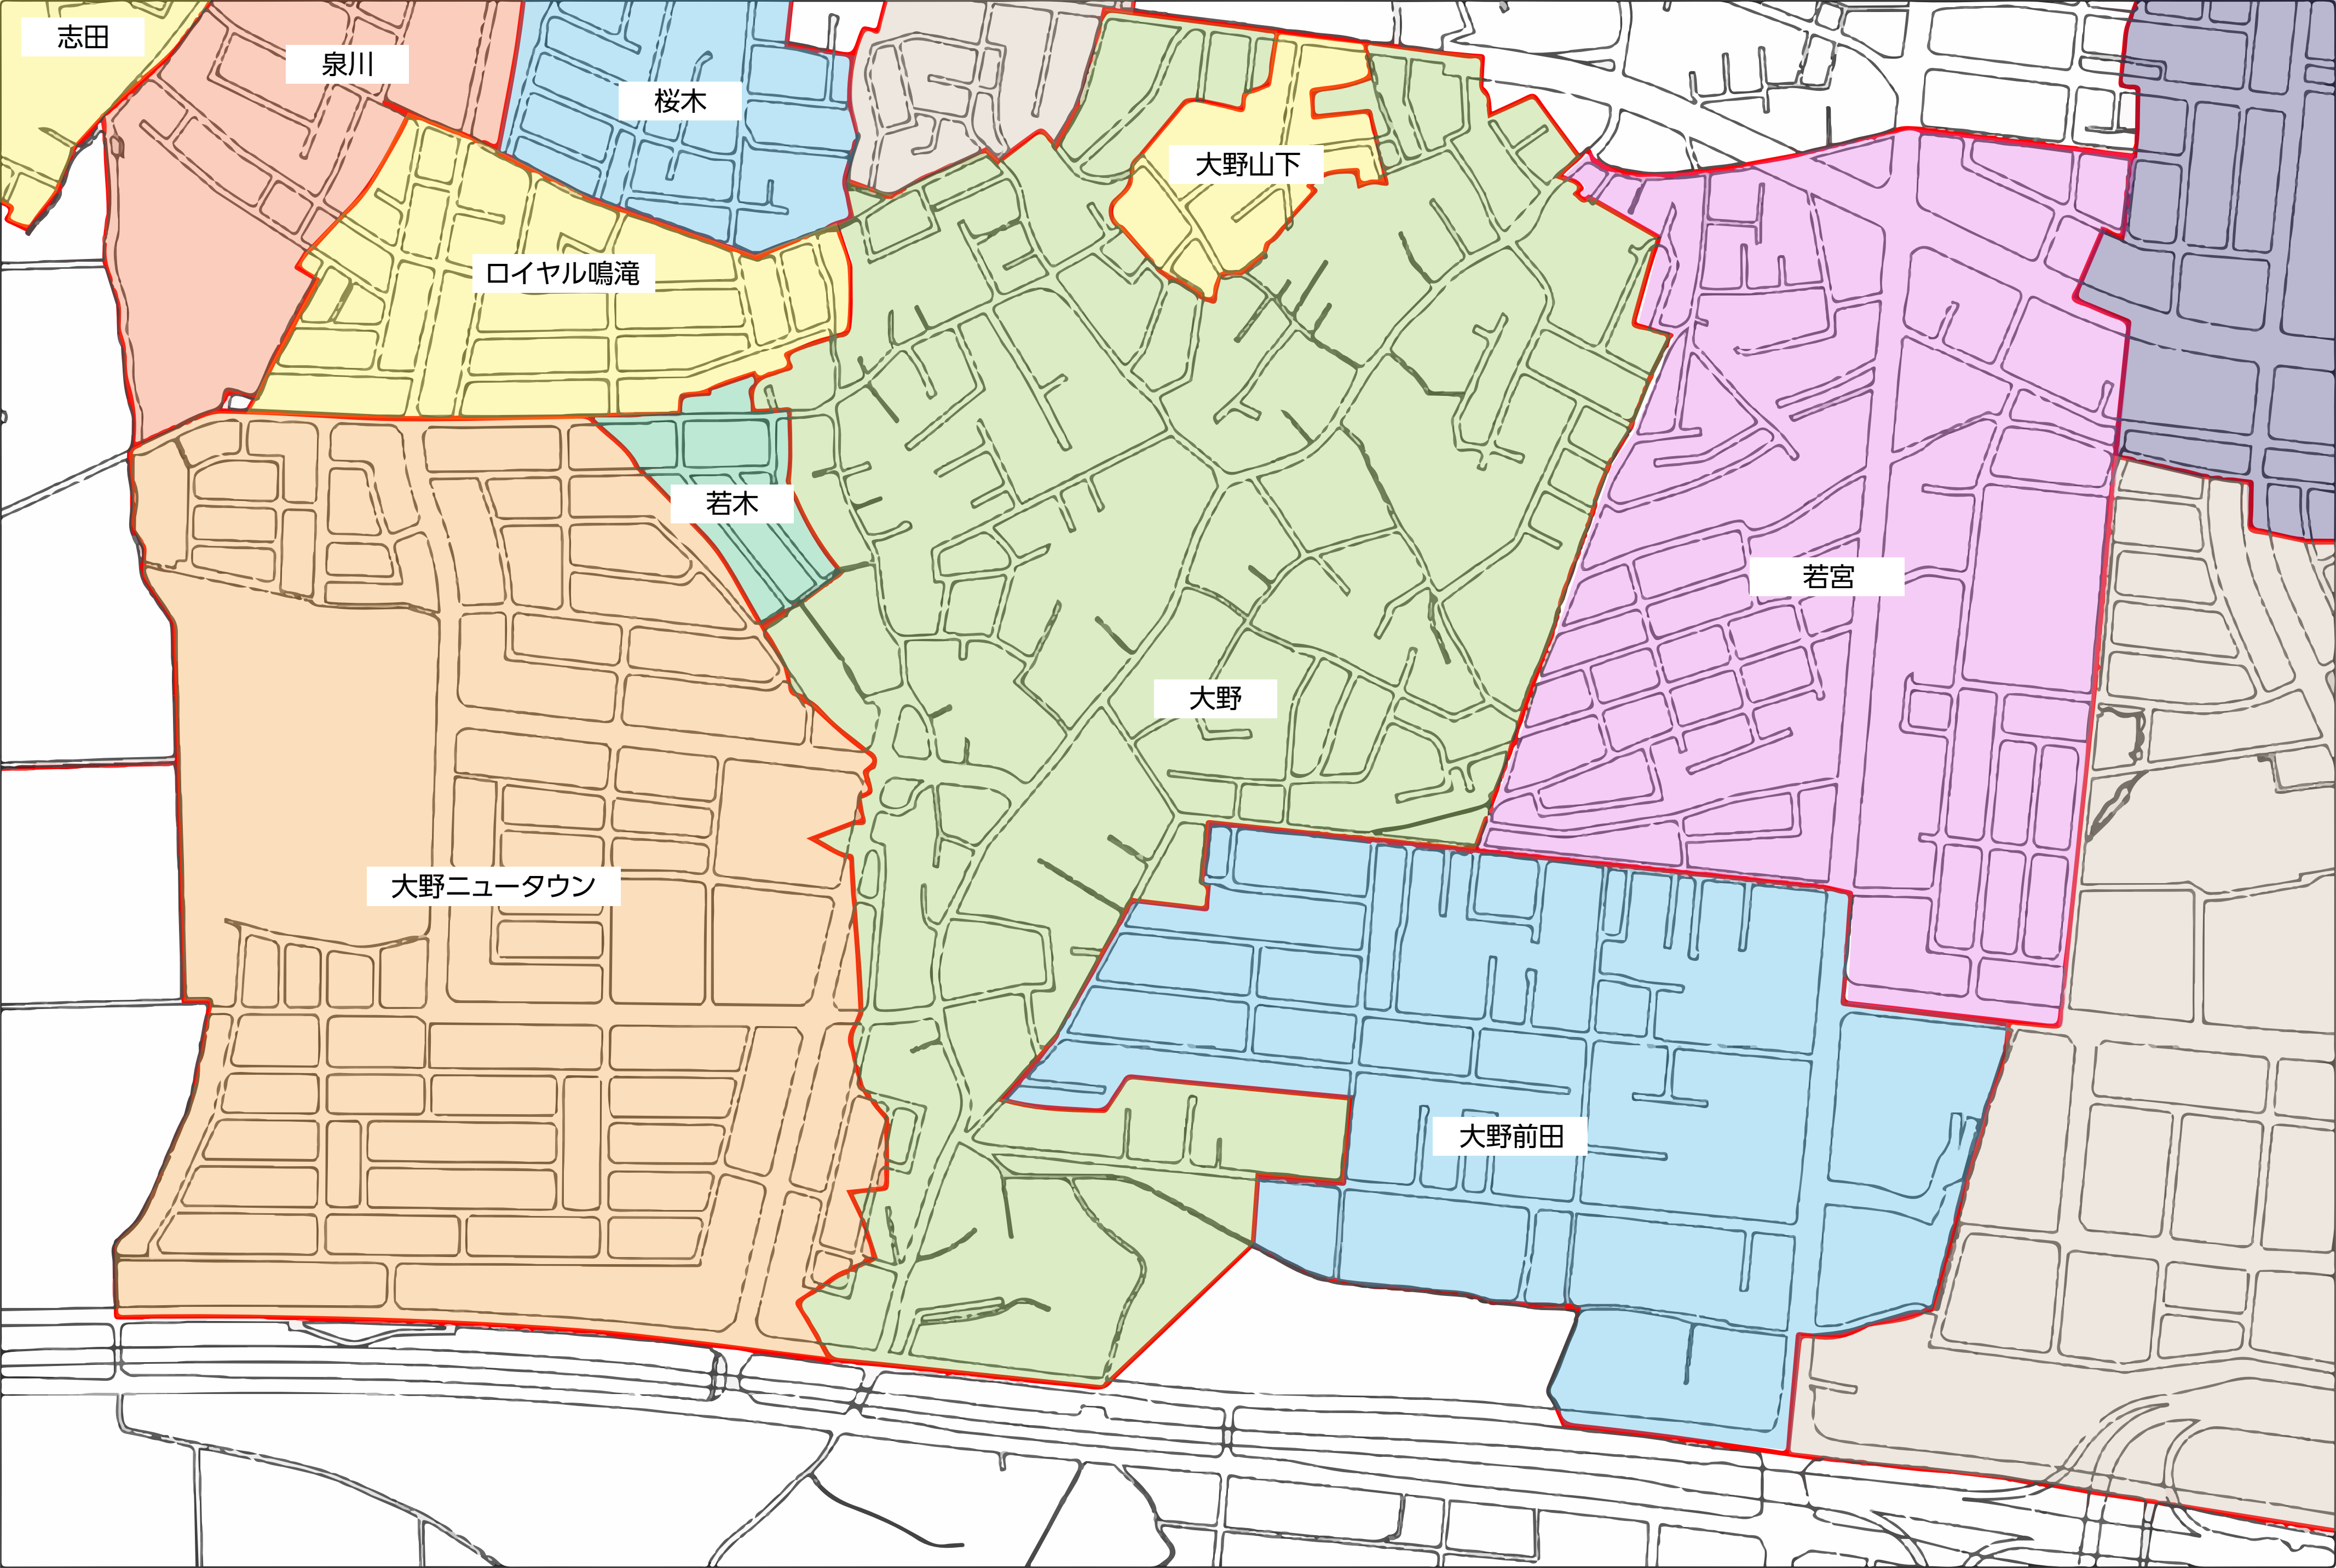 志田
泉川
桜木
大野山下
ロイヤル鳴滝
若木
若宮
大野
大野ニュータウン
大野前田